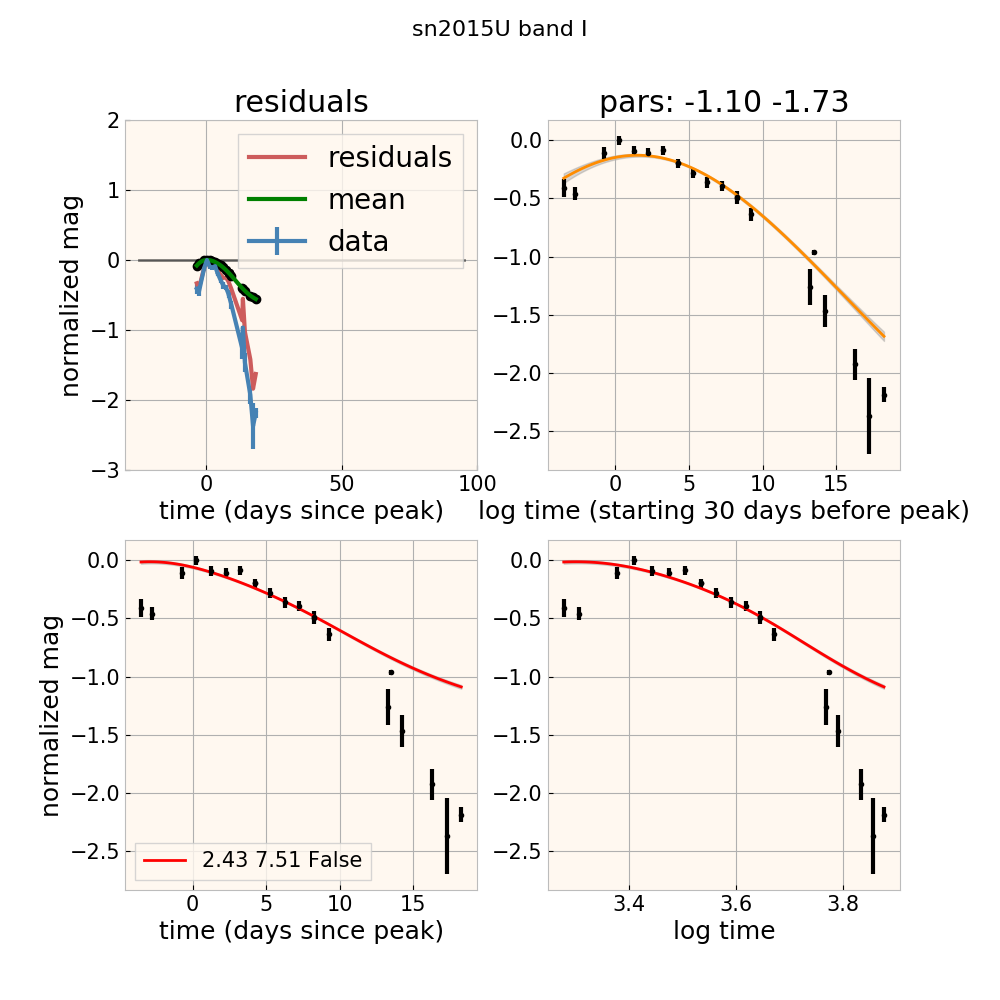 sn2015U band I
residuals
pars: -1.10 -1.73
2
1
0
−1
−2
−3
normalized mag
residuals
mean
data
0
50
100
time (days since peak)
0.0
−0.5
−1.0
−1.5
−2.0
−2.5
0
5
10
15
log time (starting 30 days before peak)
0.0
−0.5
−1.0
−1.5
−2.0
−2.5
normalized mag
2.43 7.51 False
0
5
10
15
time (days since peak)
0.0
−0.5
−1.0
−1.5
−2.0
−2.5
3.4
3.6
3.8
log time